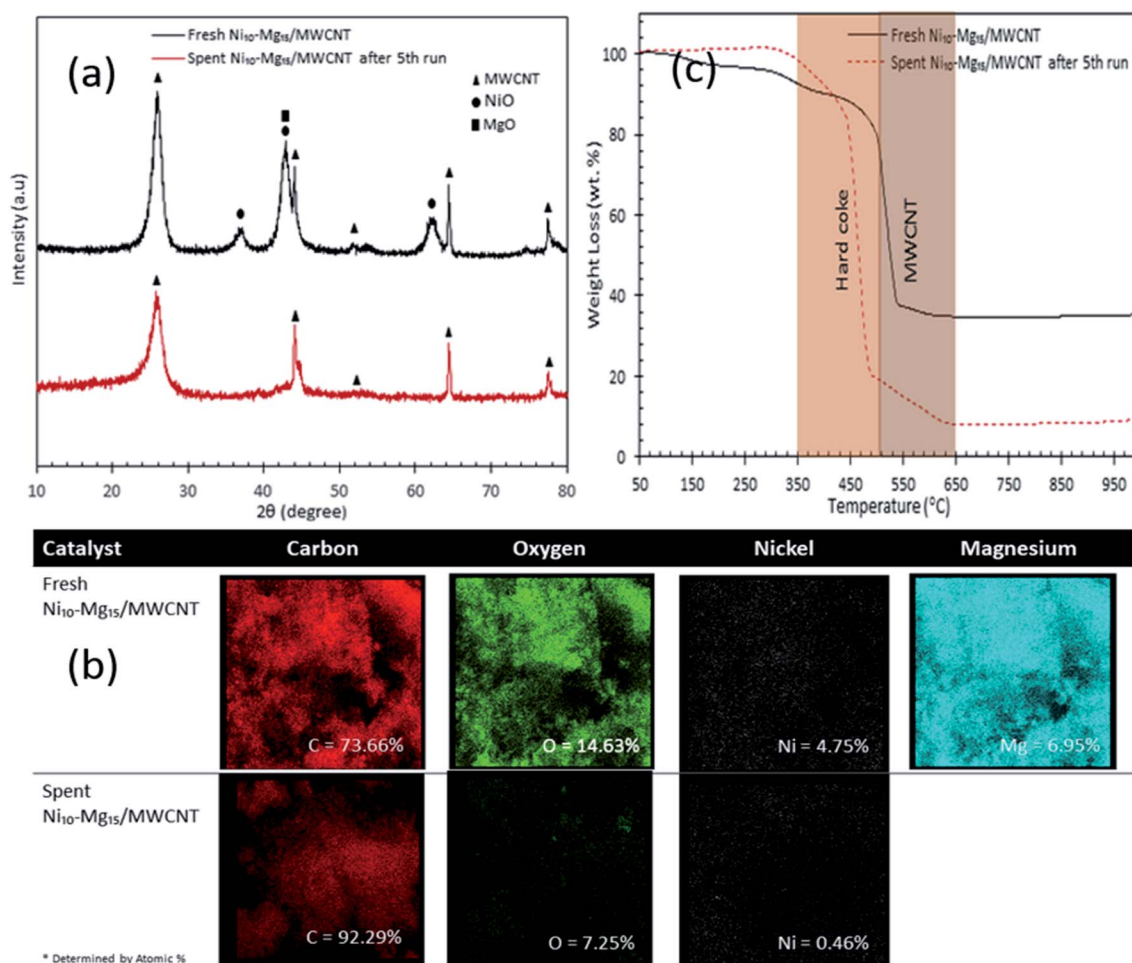 (a)
Fresh Ni₁₀-Mg₁₅/MWCNT
Spent Ni₁₀-Mg₁₅/MWCNT after 5th run
▲ MWCNT
● NiO
■ MgO
Intensity (a.u)
10 20 30 40 50 60 70 80
2θ (degree)
(c)
Fresh Ni₁₀-Mg₁₅/MWCNT
Spent Ni₁₀-Mg₁₅/MWCNT after 5th run
Weight Loss (wt. %)
100
80
60
40
20
0
Hard coke
MWCNT
50 150 250 350 450 550 650 750 850 950
Temperature (°C)
(b)
Catalyst Carbon Oxygen Nickel Magnesium
Fresh
Ni₁₀-Mg₁₅/MWCNT
C = 73.66% O = 14.63% Ni = 4.75% Mg = 6.95%
Spent
Ni₁₀-Mg₁₅/MWCNT
C = 92.29% O = 7.25% Ni = 0.46%
* Determined by Atomic %